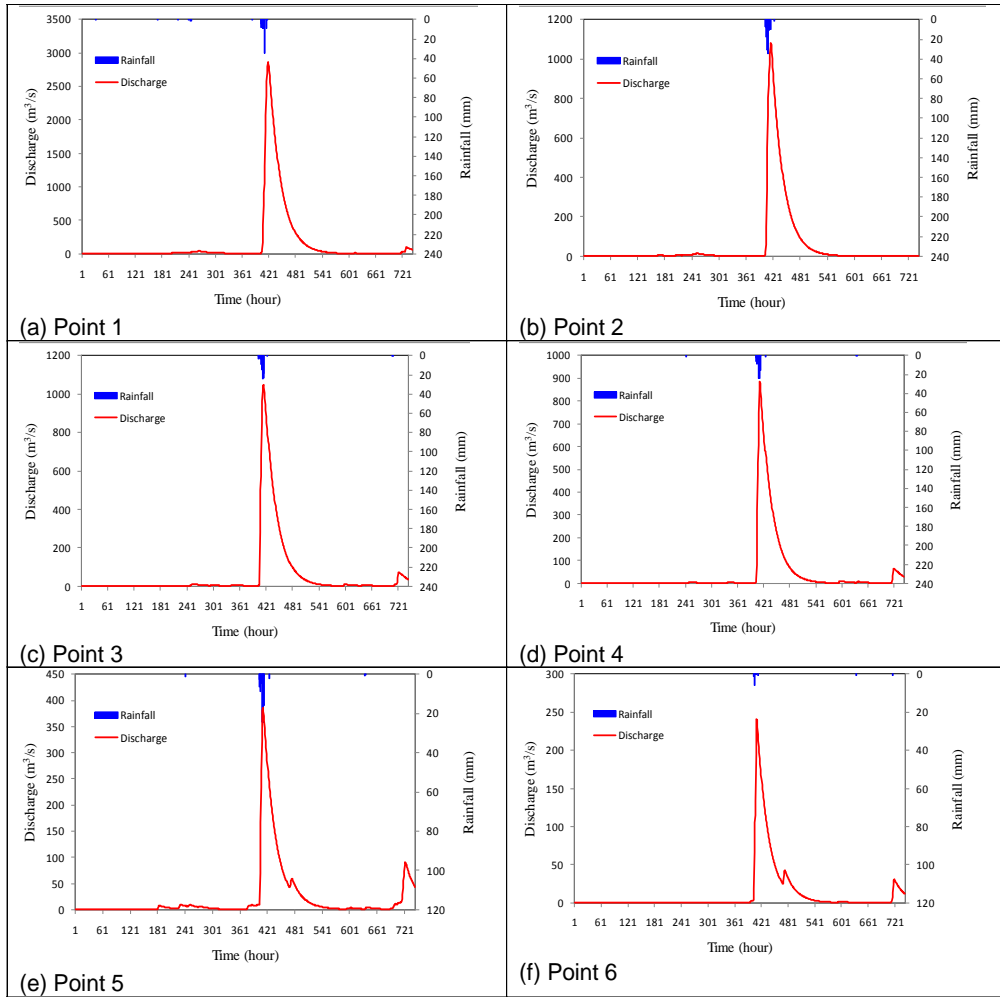 3500
3000
2500
2000
1500
1000
500
0
Discharge (m³/s)
0
20
40
60
80
100
120
140
160
180
200
220
240
Rainfall (mm)
Rainfall
Discharge
1 61 121 181 241 301 361 421 481 541 601 661 721
Time (hour)
(a) Point 1
1200
1000
800
600
400
200
0
Discharge (m³/s)
0
20
40
60
80
100
120
140
160
180
200
220
240
Rainfall (mm)
Rainfall
Discharge
1 61 121 181 241 301 361 421 481 541 601 661 721
Time (hour)
(b) Point 2
1200
1000
800
600
400
200
0
Discharge (m³/s)
0
20
40
60
80
100
120
140
160
180
200
220
240
Rainfall (mm)
Rainfall
Discharge
1 61 121 181 241 301 361 421 481 541 601 661 721
Time (hour)
(c) Point 3
1000
900
800
700
600
500
400
300
200
100
0
Discharge (m³/s)
0
20
40
60
80
100
120
140
160
180
200
220
240
Rainfall (mm)
Rainfall
Discharge
1 61 121 181 241 301 361 421 481 541 601 661 721
Time (hour)
(d) Point 4
450
400
350
300
250
200
150
100
50
0
Discharge (m³/s)
0
20
40
60
80
100
120
Rainfall (mm)
Rainfall
Discharge
1 61 121 181 241 301 361 421 481 541 601 661 721
Time (hour)
(e) Point 5
300
250
200
150
100
50
0
Discharge (m³/s)
0
20
40
60
80
100
120
Rainfall (mm)
Rainfall
Discharge
1 61 121 181 241 301 361 421 481 541 601 661 721
Time (hour)
(f) Point 6